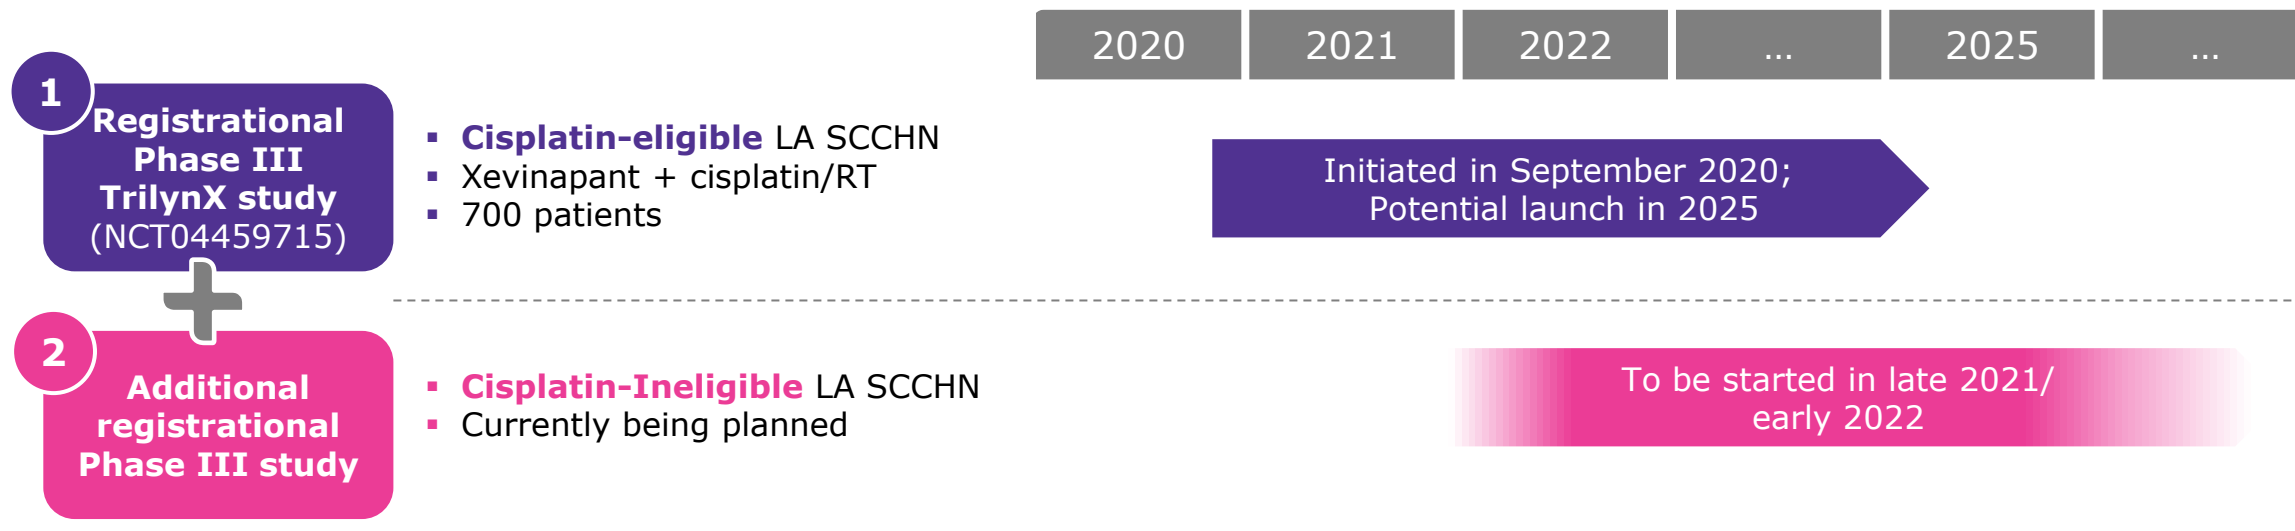 2020
2021
2022
...
2025
...
1
Registrational
Phase III
TrilynX study
(NCT04459715)
▪ Cisplatin-eligible LA SCCHN
▪ Xevinapant + cisplatin/RT
▪ 700 patients
Initiated in September 2020;
Potential launch in 2025
2
Additional
registrational
Phase III study
▪ Cisplatin-Ineligible LA SCCHN
▪ Currently being planned
To be started in late 2021/
early 2022